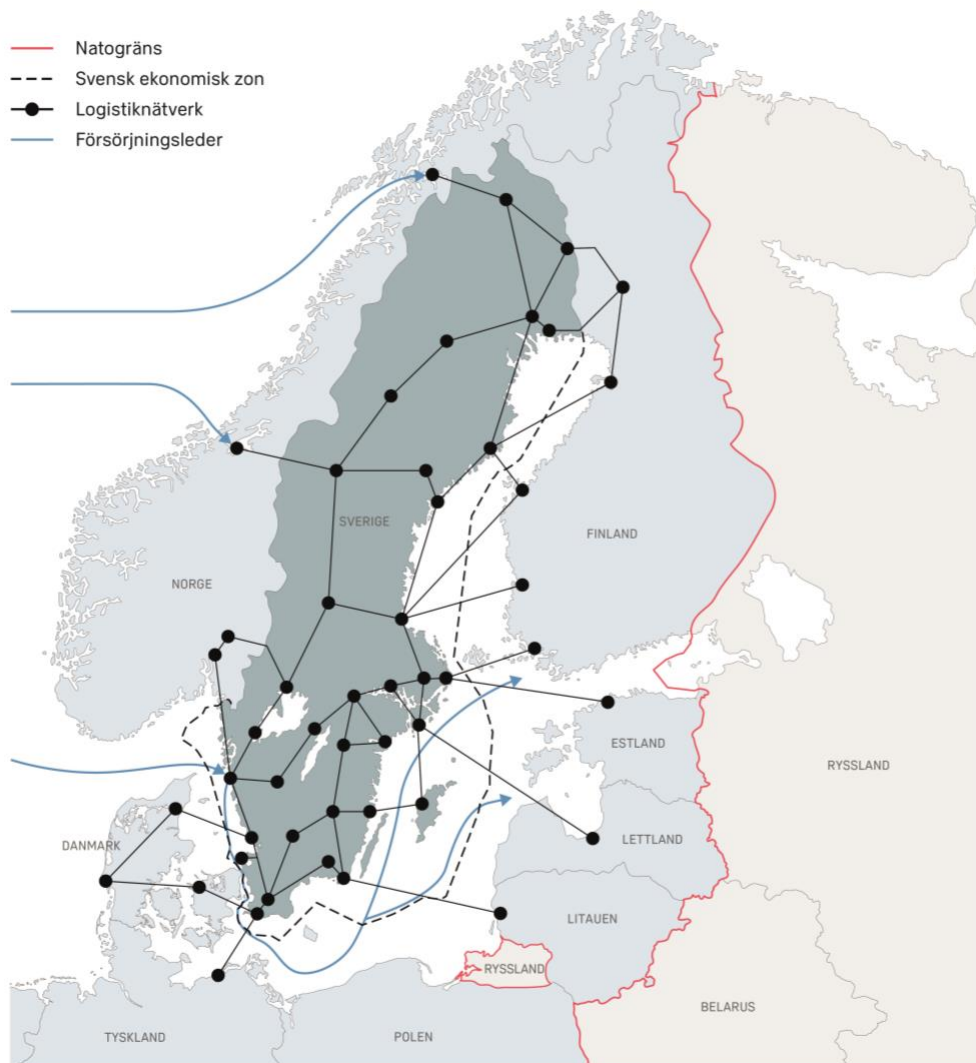 Natogräns
Svensk ekonomisk zon
Logistiknätverk
Försörjningsleder
SVERIGE
FINLAND
NORGE
ESTLAND
RYSSLAND
DANMARK
LETTLAND
LITAUEN
RYSSLAND
BELARUS
TYSKLAND
POLEN